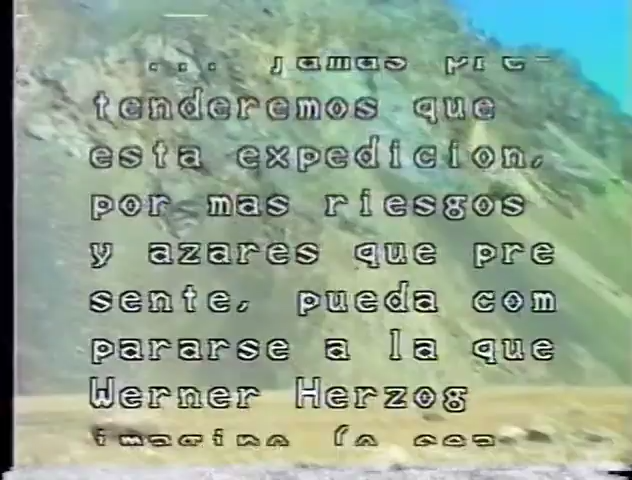 ... jamas pre-
tenderemos que
esta expedicion,
por mas riesgos
y azares que pre
sente, pueda com
pararse a la que
Werner Herzog